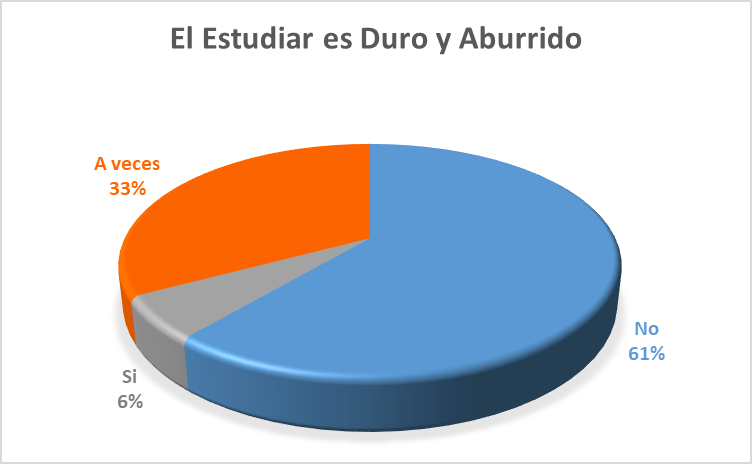 El Estudiar es Duro y Aburrido
A veces
33%
No
61%
Si
6%